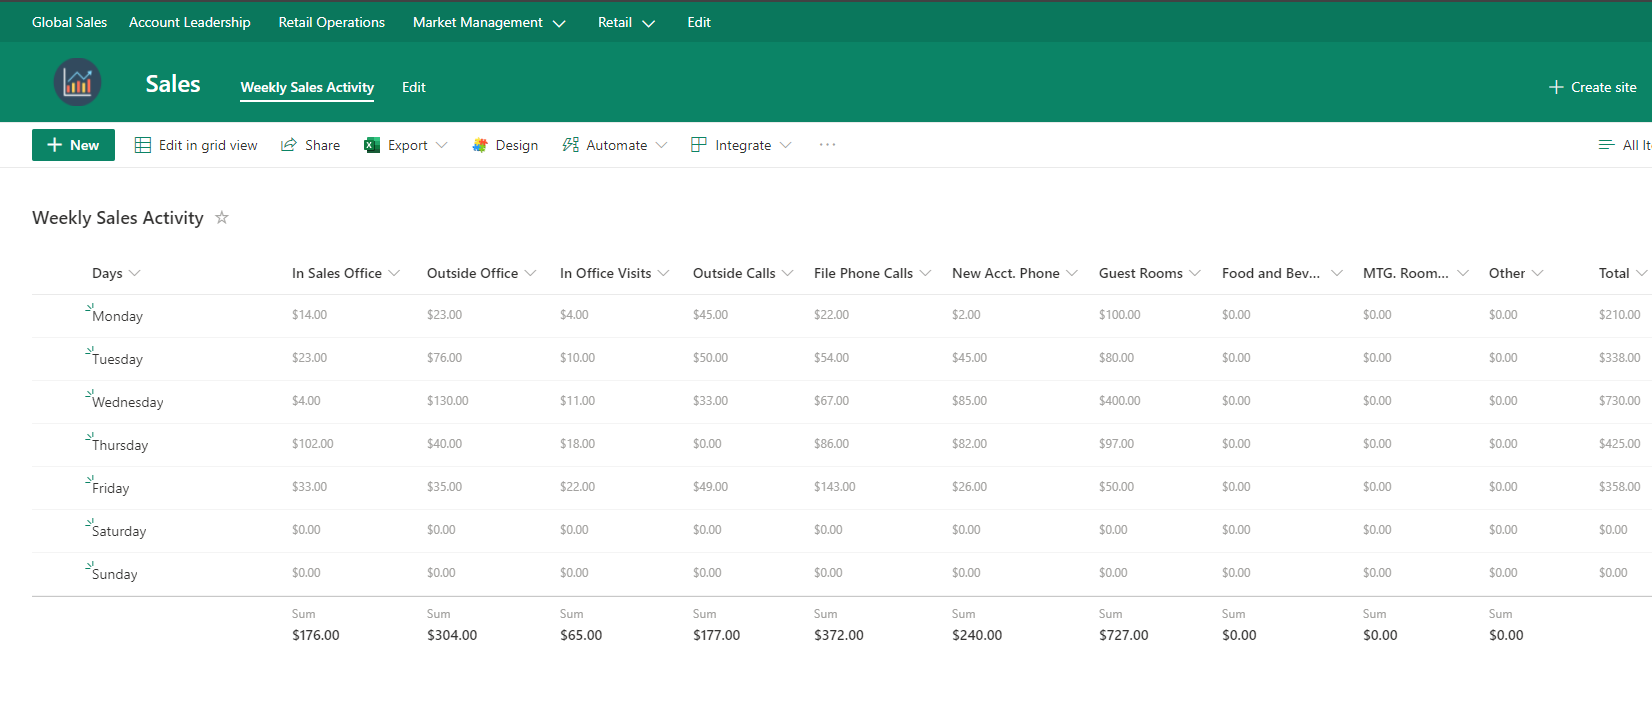 Global Sales Account Leadership Retail Operations Market Management Retail Edit
Sales Weekly Sales Activity Edit Create site
New Edit in grid view Share Export Design Automate Integrate ··· All It
Weekly Sales Activity
Days In Sales Office Outside Office In Office Visits Outside Calls File Phone Calls New Acct. Phone Guest Rooms Food and Bev... MTG. Room... Other Total
Monday $14.00 $23.00 $4.00 $45.00 $22.00 $2.00 $100.00 $0.00 $0.00 $0.00 $210.00
Tuesday $23.00 $76.00 $10.00 $50.00 $54.00 $45.00 $80.00 $0.00 $0.00 $0.00 $338.00
Wednesday $4.00 $130.00 $11.00 $33.00 $67.00 $85.00 $400.00 $0.00 $0.00 $0.00 $730.00
Thursday $102.00 $40.00 $18.00 $0.00 $86.00 $82.00 $97.00 $0.00 $0.00 $0.00 $425.00
Friday $33.00 $35.00 $22.00 $49.00 $143.00 $26.00 $50.00 $0.00 $0.00 $0.00 $358.00
Saturday $0.00 $0.00 $0.00 $0.00 $0.00 $0.00 $0.00 $0.00 $0.00 $0.00 $0.00
Sunday $0.00 $0.00 $0.00 $0.00 $0.00 $0.00 $0.00 $0.00 $0.00 $0.00 $0.00
Sum Sum Sum Sum Sum Sum Sum Sum Sum Sum
$176.00 $304.00 $65.00 $177.00 $372.00 $240.00 $727.00 $0.00 $0.00 $0.00